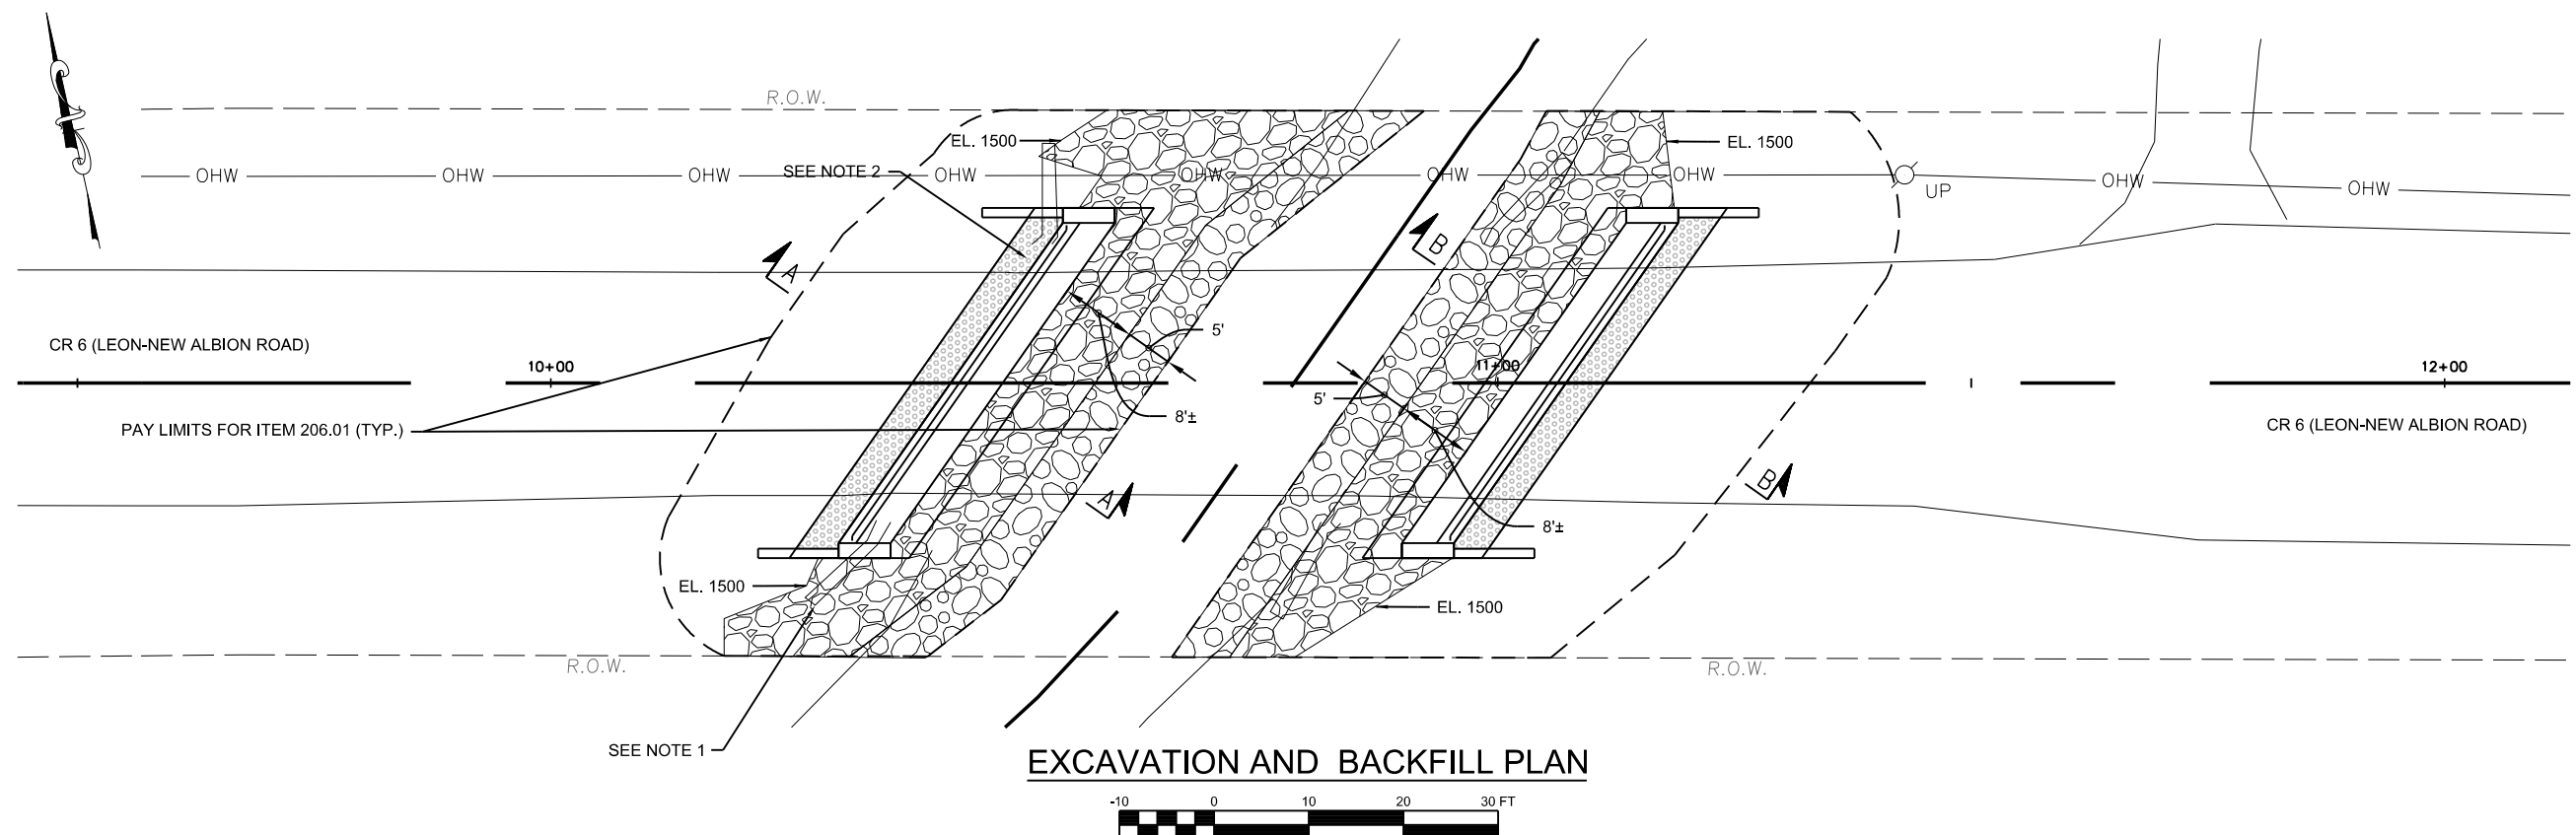 R.O.W.
EL. 1500
EL. 1500
SEE NOTE 2
OHW
OHW
OHW
OHW
OHW
OHW
OHW
UP
OHW
OHW
A
B
5'
CR 6 (LEON-NEW ALBION ROAD)
10+00
11+00
12+00
5'
8'±
PAY LIMITS FOR ITEM 206.01 (TYP.)
CR 6 (LEON-NEW ALBION ROAD)
A
B
8'±
EL. 1500
EL. 1500
R.O.W.
R.O.W.
SEE NOTE 1
EXCAVATION AND BACKFILL PLAN
-10 0 10 20 30 FT